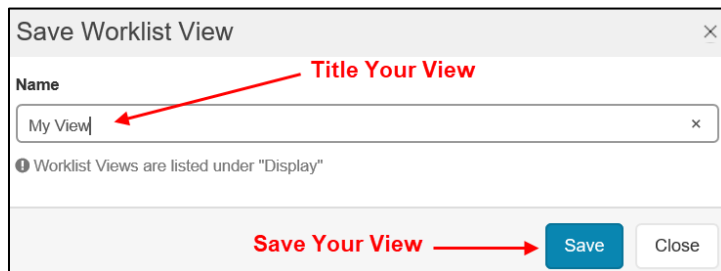 Save Worklist View
Title Your View
Name
My View
Worklist Views are listed under "Display"
Save Your View
Save
Close